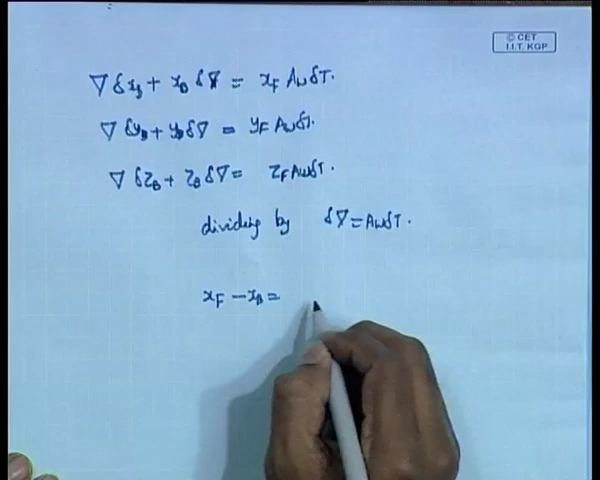 © CET
I.I.T. KGP
∇ δx_B + x_B δ∇ = x_F A_W δT.
∇ δy_B + y_B δ∇ = y_F A_W δT.
∇ δz_B + z_B δ∇ = z_F A_W δT.
dividing by δ∇ = A_W δT.
x_F − x_B =